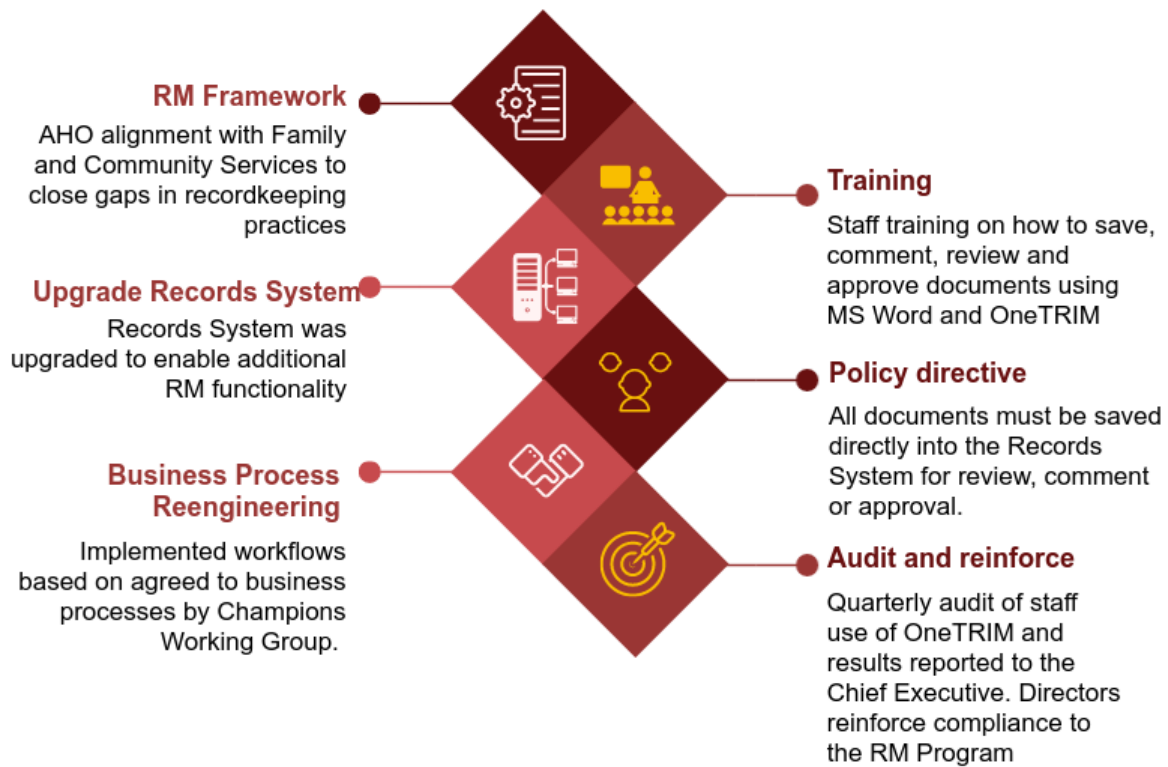 RM Framework
AHO alignment with Family
and Community Services to
close gaps in recordkeeping
practices
Training
Staff training on how to save,
comment, review and
approve documents using
MS Word and OneTRIM
Upgrade Records System
Records System was
upgraded to enable additional
RM functionality
Policy directive
All documents must be saved
directly into the Records
System for review, comment
or approval.
Business Process
Reengineering
Implemented workflows
based on agreed to business
processes by Champions
Working Group.
Audit and reinforce
Quarterly audit of staff
use of OneTRIM and
results reported to the
Chief Executive. Directors
reinforce compliance to
the RM Program